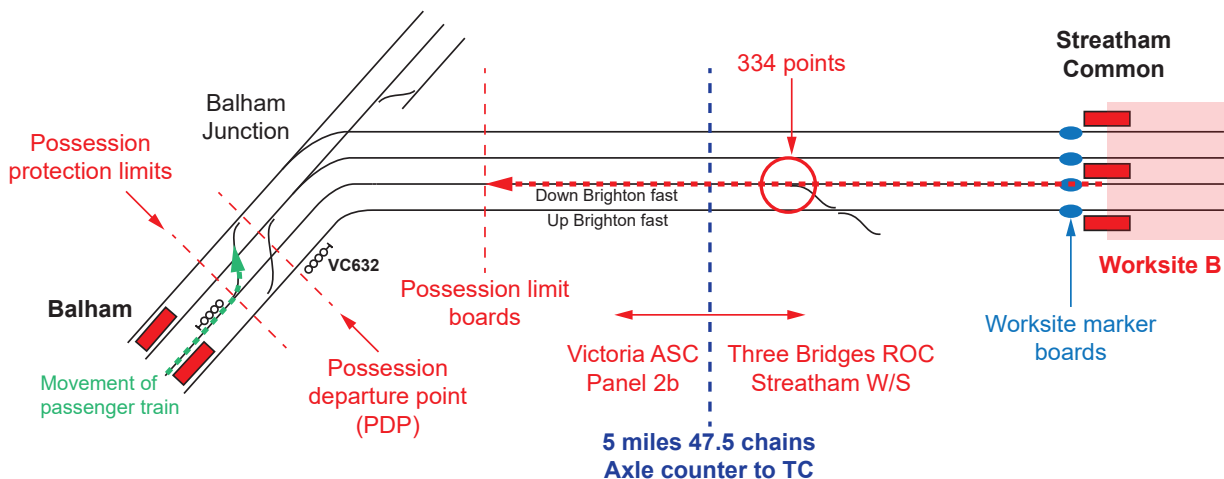 Streatham
Common
334 points
Balham
Junction
Possession
protection limits
Down Brighton fast
Up Brighton fast
VC632
Worksite B
Balham
Possession limit
boards
Worksite marker
boards
Victoria ASC
Panel 2b
Three Bridges ROC
Streatham W/S
Movement of
passenger train
Possession
departure point
(PDP)
5 miles 47.5 chains
Axle counter to TC